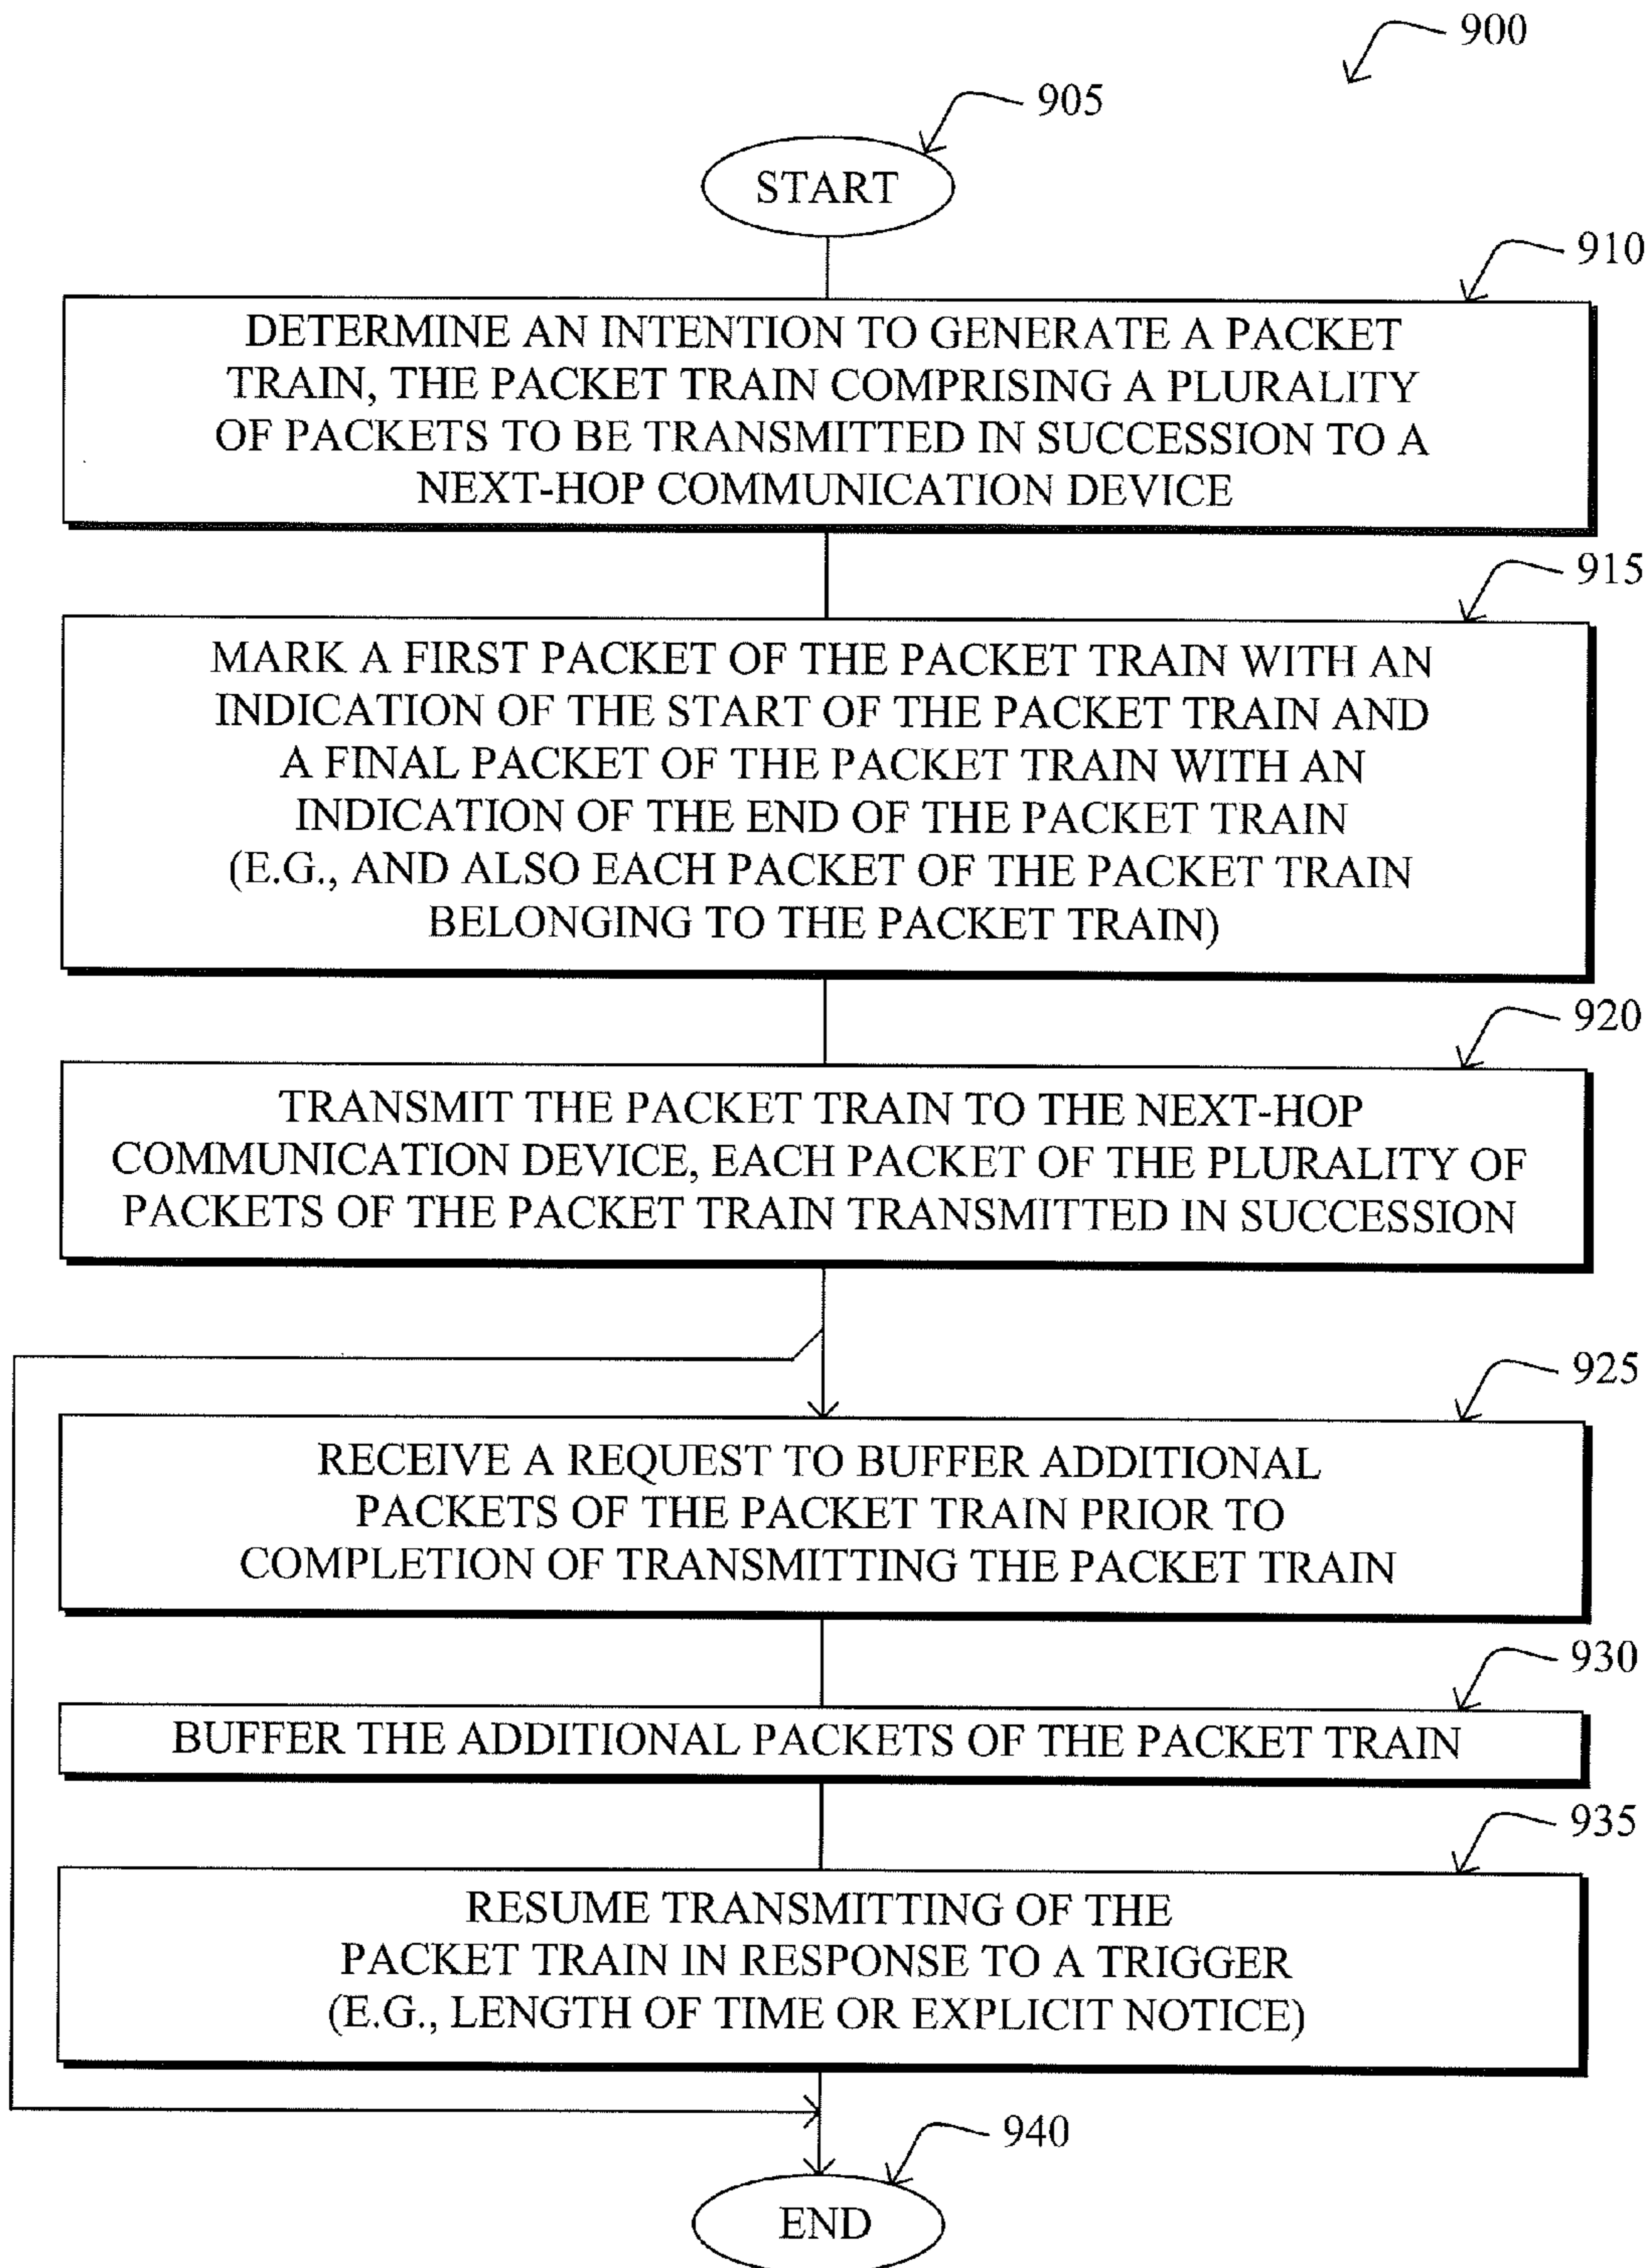 900
905
START
910
DETERMINE AN INTENTION TO GENERATE A PACKET
TRAIN, THE PACKET TRAIN COMPRISING A PLURALITY
OF PACKETS TO BE TRANSMITTED IN SUCCESSION TO A
NEXT-HOP COMMUNICATION DEVICE
915
MARK A FIRST PACKET OF THE PACKET TRAIN WITH AN
INDICATION OF THE START OF THE PACKET TRAIN AND
A FINAL PACKET OF THE PACKET TRAIN WITH AN
INDICATION OF THE END OF THE PACKET TRAIN
(E.G., AND ALSO EACH PACKET OF THE PACKET TRAIN
BELONGING TO THE PACKET TRAIN)
920
TRANSMIT THE PACKET TRAIN TO THE NEXT-HOP
COMMUNICATION DEVICE, EACH PACKET OF THE PLURALITY OF
PACKETS OF THE PACKET TRAIN TRANSMITTED IN SUCCESSION
925
RECEIVE A REQUEST TO BUFFER ADDITIONAL
PACKETS OF THE PACKET TRAIN PRIOR TO
COMPLETION OF TRANSMITTING THE PACKET TRAIN
930
BUFFER THE ADDITIONAL PACKETS OF THE PACKET TRAIN
935
RESUME TRANSMITTING OF THE
PACKET TRAIN IN RESPONSE TO A TRIGGER
(E.G., LENGTH OF TIME OR EXPLICIT NOTICE)
940
END